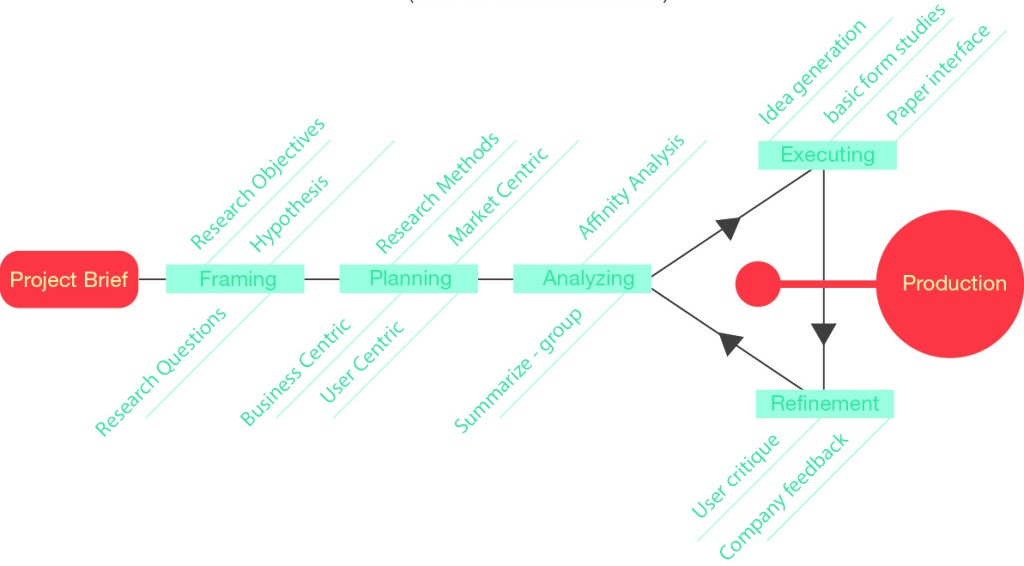 Idea generation
basic form studies
Paper interface
Executing
Research Objectives
Hypothesis
Research Methods
Market Centric
Affinity Analysis
Project Brief
Framing
Planning
Analyzing
Production
Research Questions
Business Centric
User Centric
Summarize - group
Refinement
User critique
Company feedback